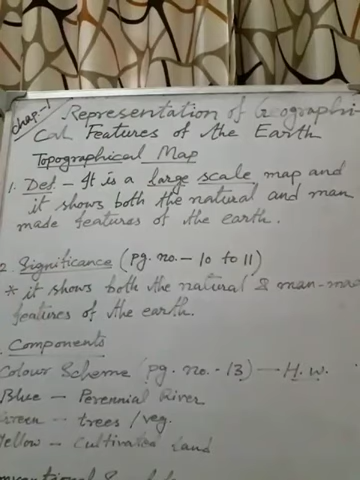 Chap-1
Representation of Geographi-
cal Features of the Earth
Topographical Map
1. Def - It is a large scale map and
it shows both the natural and man
made features of the earth.
2. Significance (pg. no. - 10 to 11)
* it shows both the natural & man-ma
features of the earth.
Components
Colour Scheme (pg. no. - 13) - H.W.
Blue - Perennial River
Green - trees / veg.
Yellow - Cultivated land